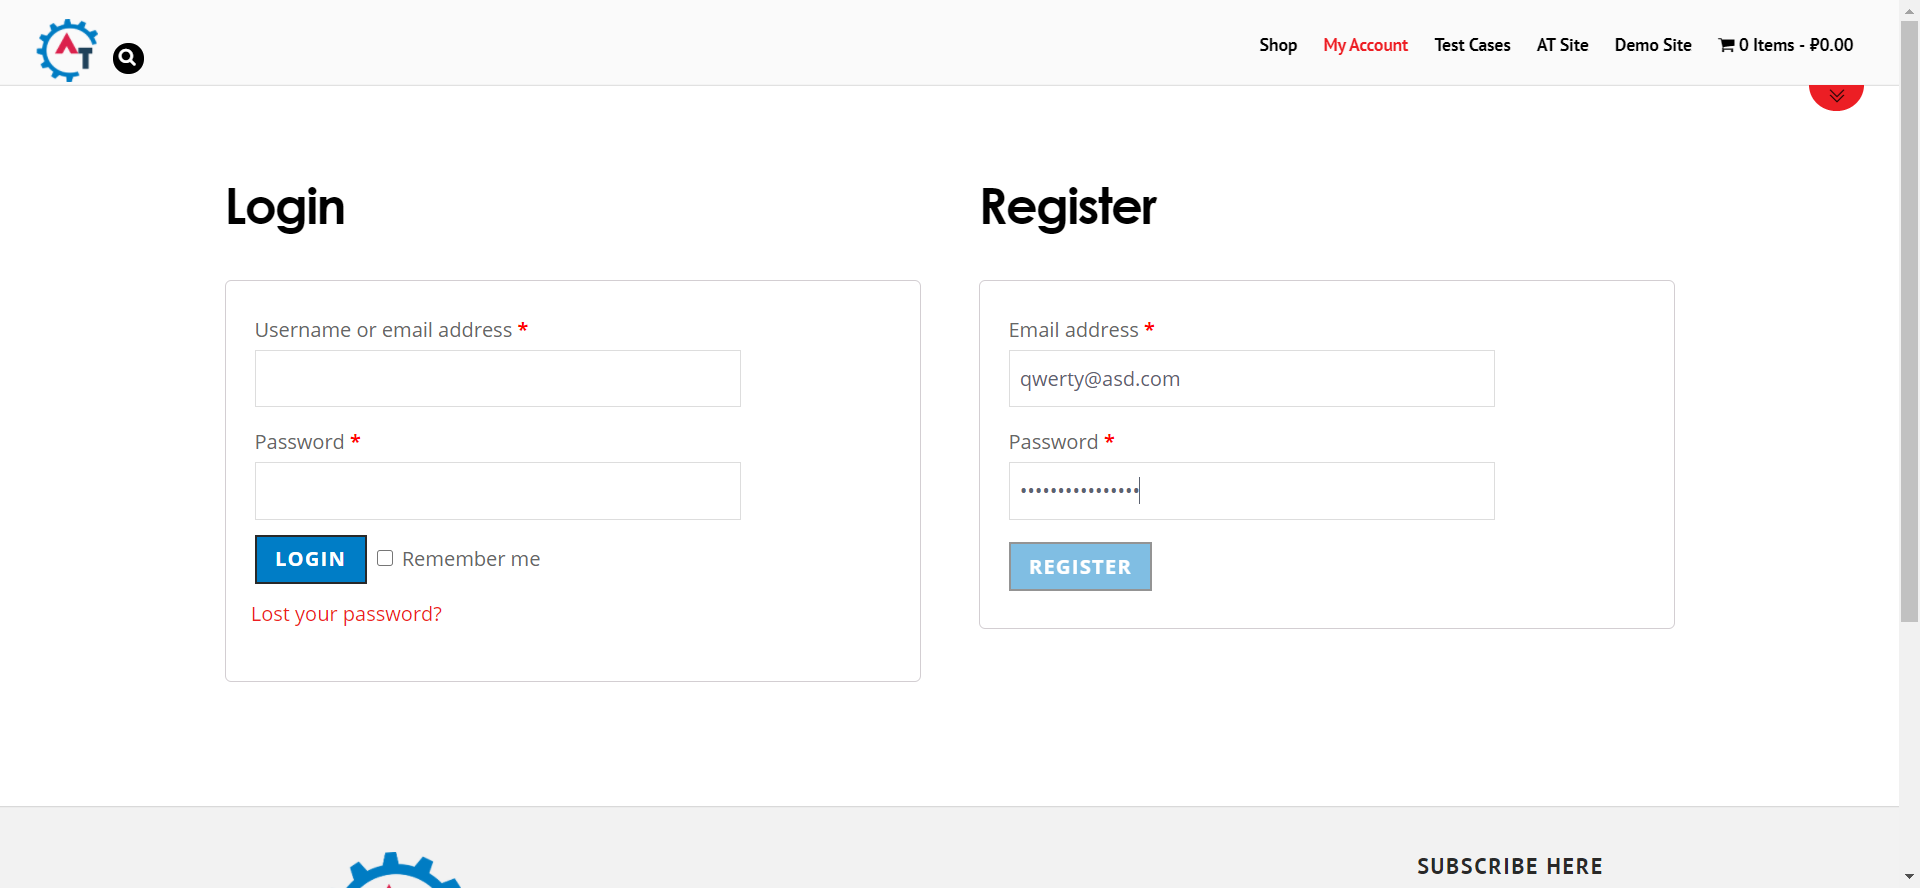 AT
Shop My Account Test Cases AT Site Demo Site 0 Items - ₽0.00
Login
Username or email address *
Password *
LOGIN Remember me
Lost your password?
Register
Email address *
qwerty@asd.com
Password *
••••••••••••••••
REGISTER
SUBSCRIBE HERE